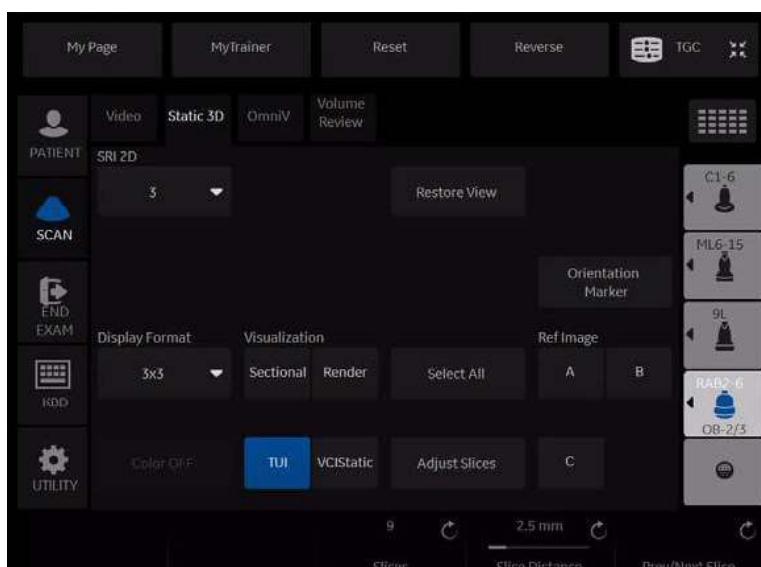 My Page
MyTrainer
Reset
Reverse
TGC
Video
Static 3D
OmniV
Volume
Review
PATIENT
SRI 2D
3
Restore View
C1-6
SCAN
ML6-15
Orientation
Marker
END
EXAM
9L
Display Format
Visualization
Ref Image
3x3
Sectional
Render
Select All
A
B
RAB2-6
KBD
OB-2/3
Color OFF
TUI
VCIStatic
Adjust Slices
C
UTILITY
9
2.5 mm
Slices
Slice Distance
Prev/Next Slice